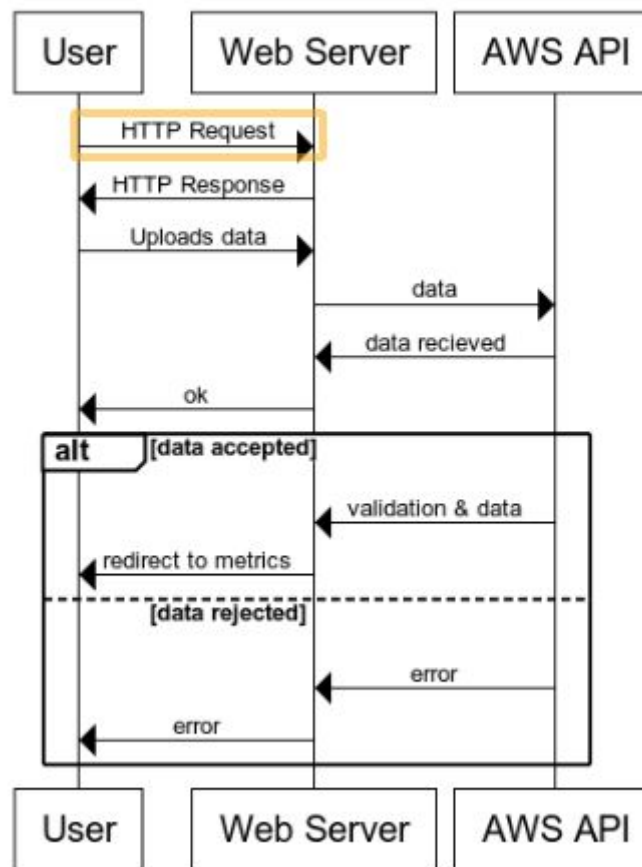 User Web Server AWS API
HTTP Request
HTTP Response
Uploads data
data
data recieved
ok
alt [data accepted]
validation & data
redirect to metrics
[data rejected]
error
error
User Web Server AWS API